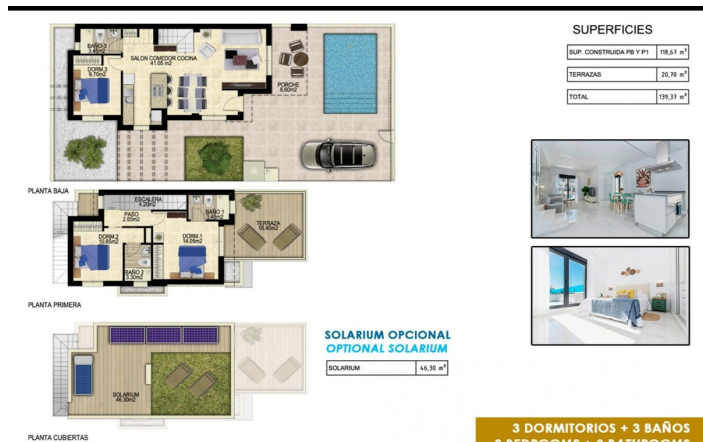 BAÑO-3
3.45m2
SALON COMEDOR COCINA
41.05 m2
DORM.3
9.70m2
PORCHE
6,80m2
PLANTA BAJA
ESCALERA
4.20m2
PASO
2.65m2
BAÑO 1
3.45m2
TERRAZA
16.40m2
DORM.2
10.65m2
DORM.1
14.05m2
BAÑO 2
3.30m2
PLANTA PRIMERA
SOLARIUM
46.30m2
PLANTA CUBIERTAS
SOLARIUM OPCIONAL
OPTIONAL SOLARIUM
SOLARIUM 46,30 m²
SUPERFICIES
SUP. CONSTRUIDA PB Y P1 118,67 m²
TERRAZAS 20,70 m²
TOTAL 139,37 m²
3 DORMITORIOS + 3 BAÑOS
3 BEDROOMS + 3 BATHROOMS